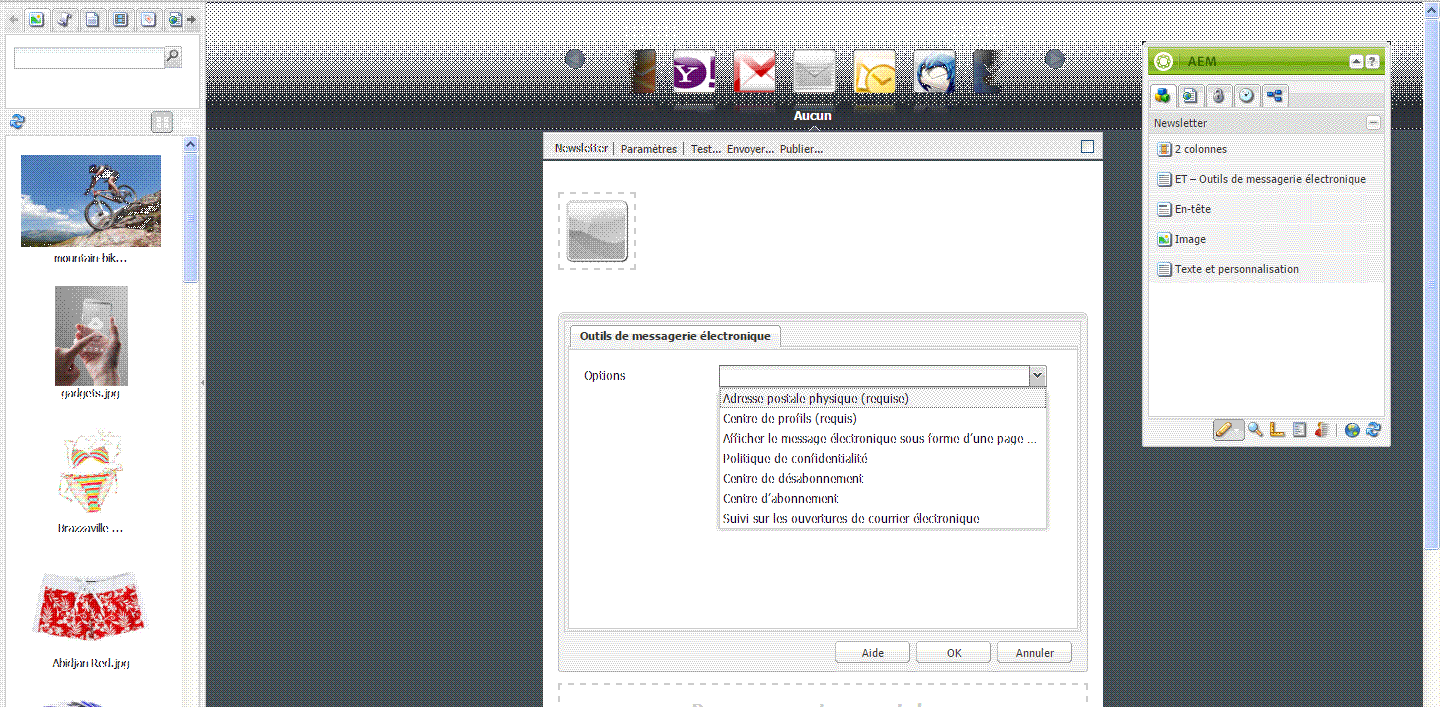 Aucun
Newsletter
Paramètres
Test...
Envoyer...
Publier...
mountain-bik...
gadgets.jpg
Brazzaville ...
Abidjan Red.jpg
Outils de messagerie électronique
Options
Adresse postale physique (requise)
Centre de profils (requis)
Afficher le message électronique sous forme d'une page ...
Politique de confidentialité
Centre de désabonnement
Centre d'abonnement
Suivi sur les ouvertures de courrier électronique
Aide
OK
Annuler
AEM
Newsletter
2 colonnes
ET – Outils de messagerie électronique
En-tête
Image
Texte et personnalisation